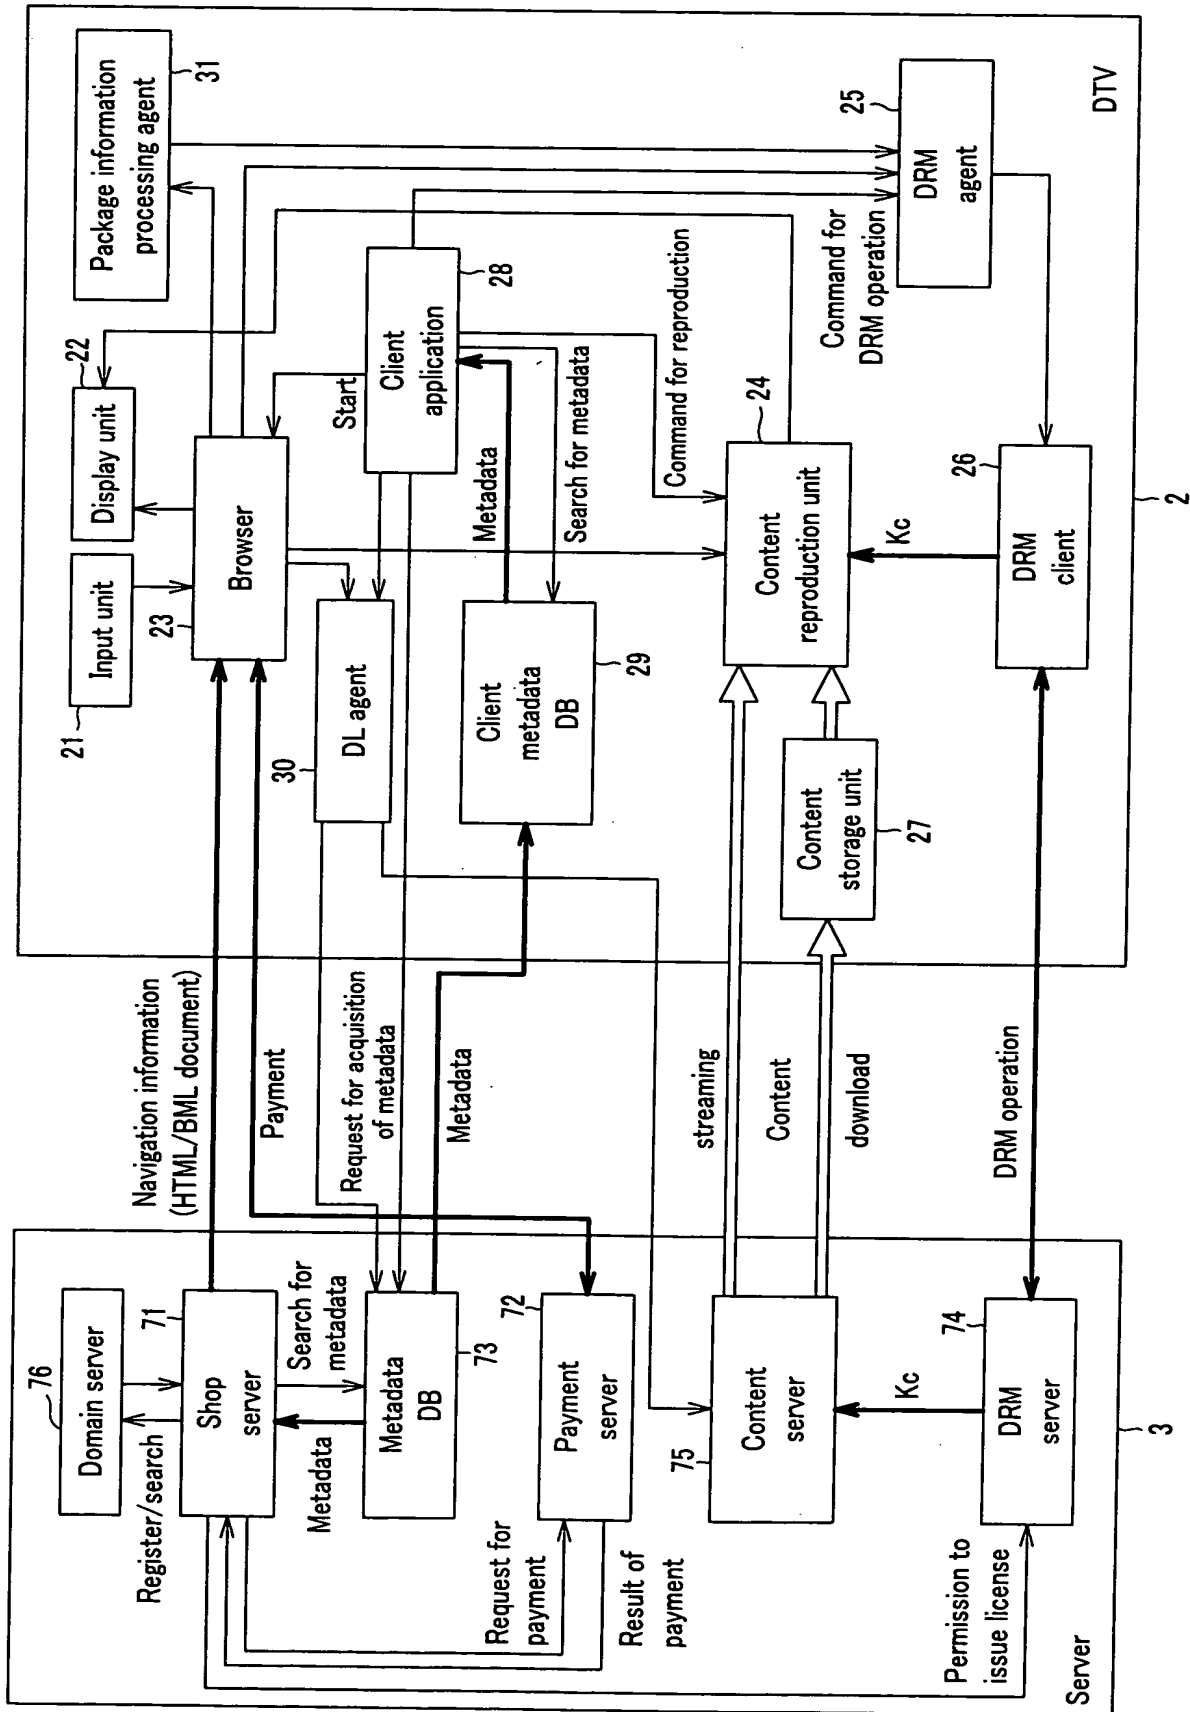 Server
3
Domain server
76
Register/search
Shop
server
71
Search for
metadata
Metadata
Metadata
DB
73
Request for
payment
Result of
payment
Payment
server
72
Content
server
75
Kc
DRM
server
74
Permission to
issue license
Navigation information
(HTML/BML document)
Payment
Request for acquisition
of metadata
Metadata
streaming
Content
download
DRM operation
DTV
2
Input unit
21
Display unit
22
Browser
23
Package information
processing agent
31
Start
Client
application
28
DL agent
30
Metadata
Search for metadata
Client
metadata
DB
29
Command for reproduction
Content
reproduction unit
24
Content
storage unit
27
Command for
DRM operation
DRM
agent
25
Kc
DRM
client
26